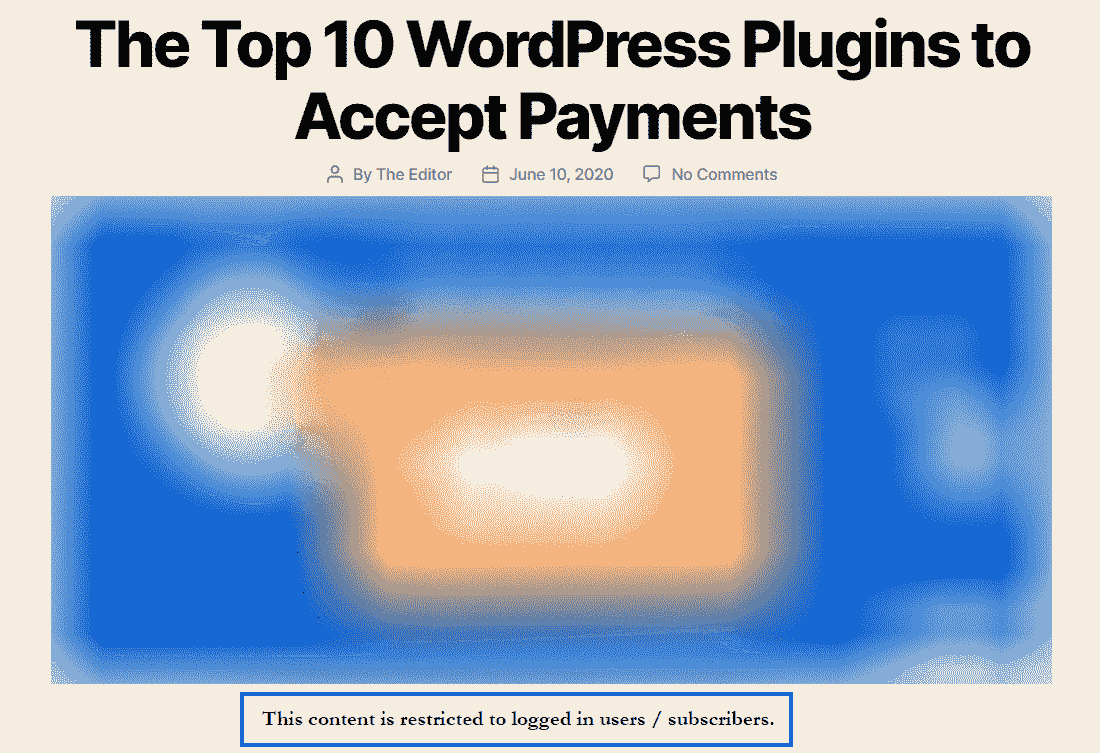 The Top 10 WordPress Plugins to
Accept Payments
By The Editor June 10, 2020 No Comments
This content is restricted to logged in users / subscribers.